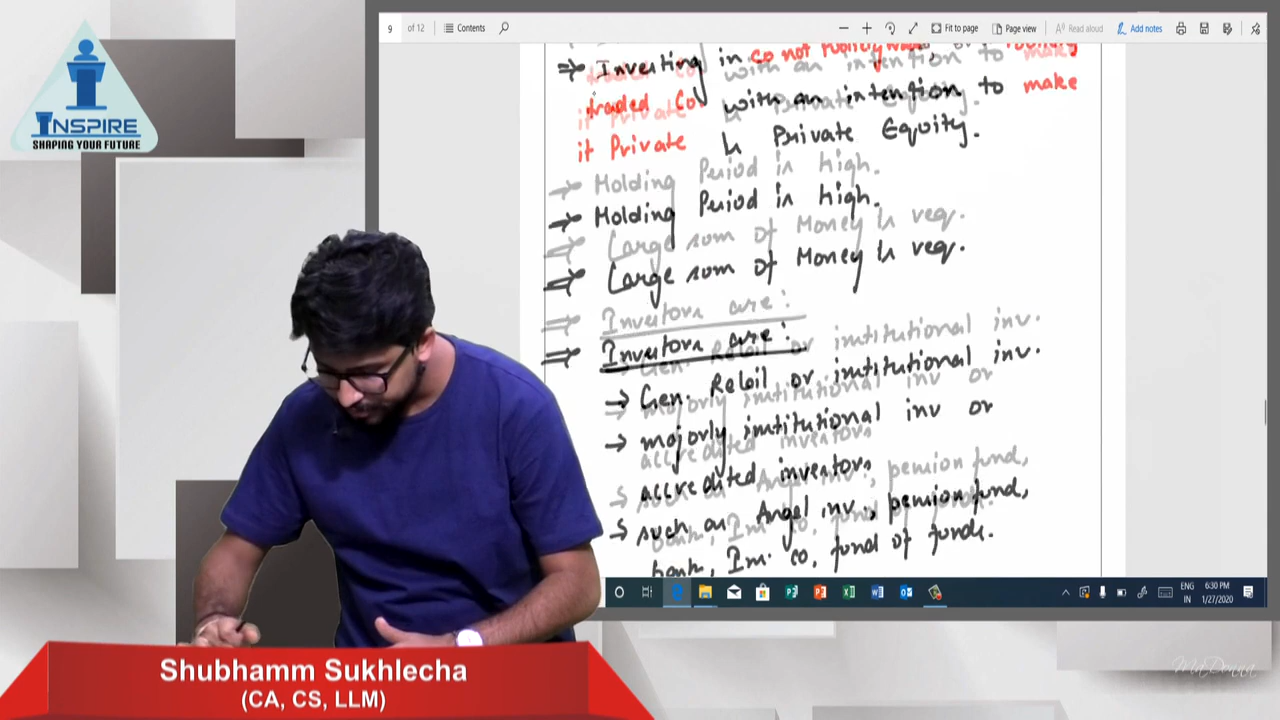 9 of 12 Contents Fit to page Page view Read aloud Add notes
⇒ Investing in co not
traded Co with an intention to make
it Private is Private Equity.
⇒ Holding Period is high.
⇒ Large sum of Money is req.
⇒ Investors are:
→ Gen. Retail or institutional inv.
→ majorly institutional inv or
accredited investors
→ such as Angel inv., pension fund,
bank, Ins. co, fund of funds.
INSPIRE
SHAPING YOUR FUTURE
ENG
IN
6:30 PM
1/27/2020
Shubhamm Sukhlecha
(CA, CS, LLM)
MaDonna